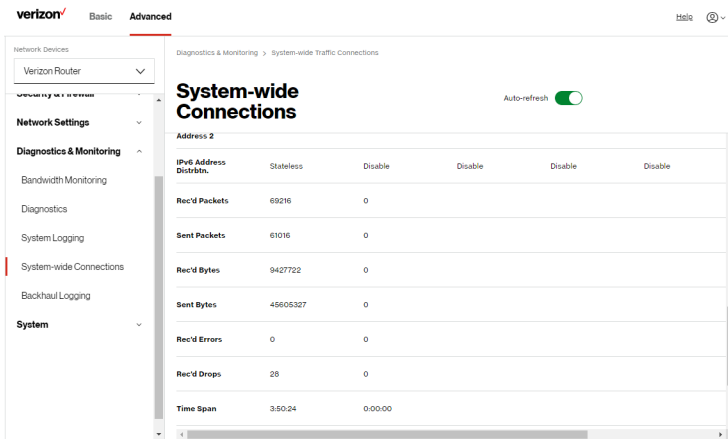 verizon✓ Basic Advanced Help
Network Devices
Verizon Router
Security & Firewall
Network Settings
Diagnostics & Monitoring
Bandwidth Monitoring
Diagnostics
System Logging
System-wide Connections
Backhaul Logging
System
Diagnostics & Monitoring > System-wide Traffic Connections
System-wide
Connections
Auto-refresh
Address 2
IPv6 Address
Distrbtn. Stateless Disable Disable Disable Disable
Rec'd Packets 69216 0
Sent Packets 61016 0
Rec'd Bytes 9427722 0
Sent Bytes 45605327 0
Rec'd Errors 0 0
Rec'd Drops 28 0
Time Span 3:50:24 0:00:00